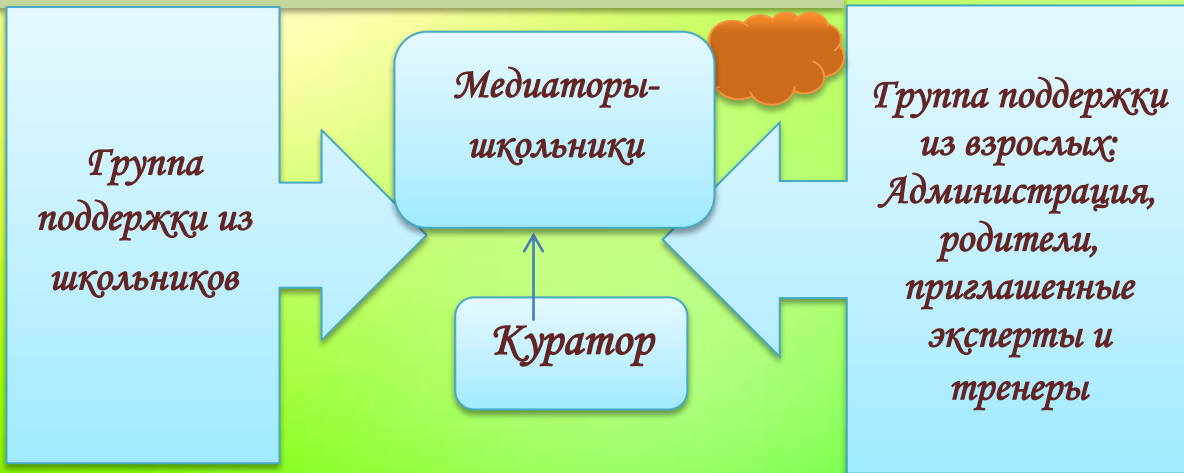 Группа
поддержки из
школьников
Медиаторы-
школьники
Куратор
Группа поддержки
из взрослых:
Администрация,
родители,
приглашенные
эксперты и
тренеры